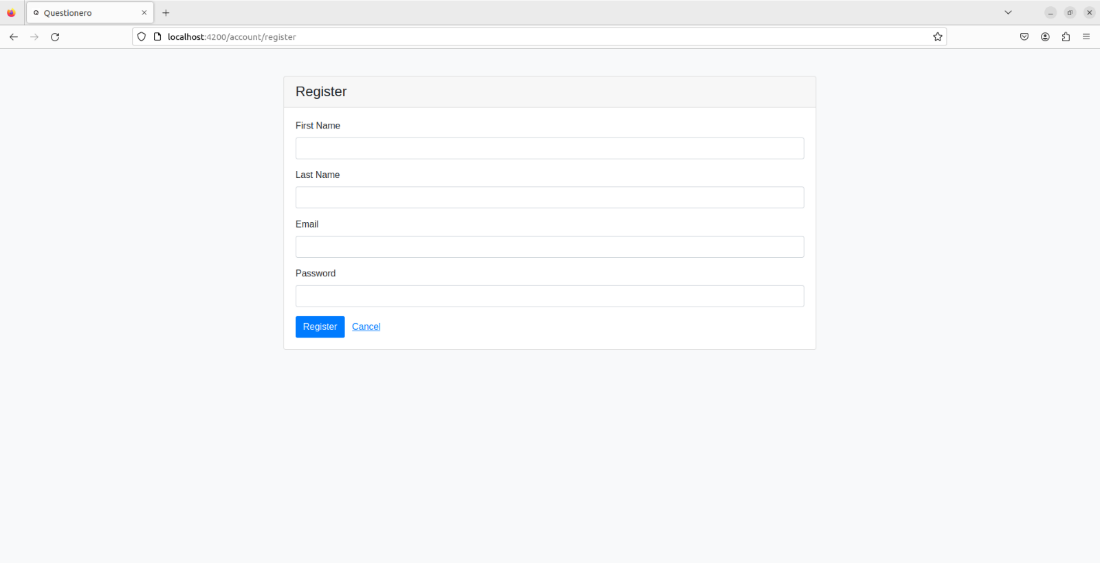 Questionero
localhost:4200/account/register
Register
First Name
Last Name
Email
Password
Register Cancel